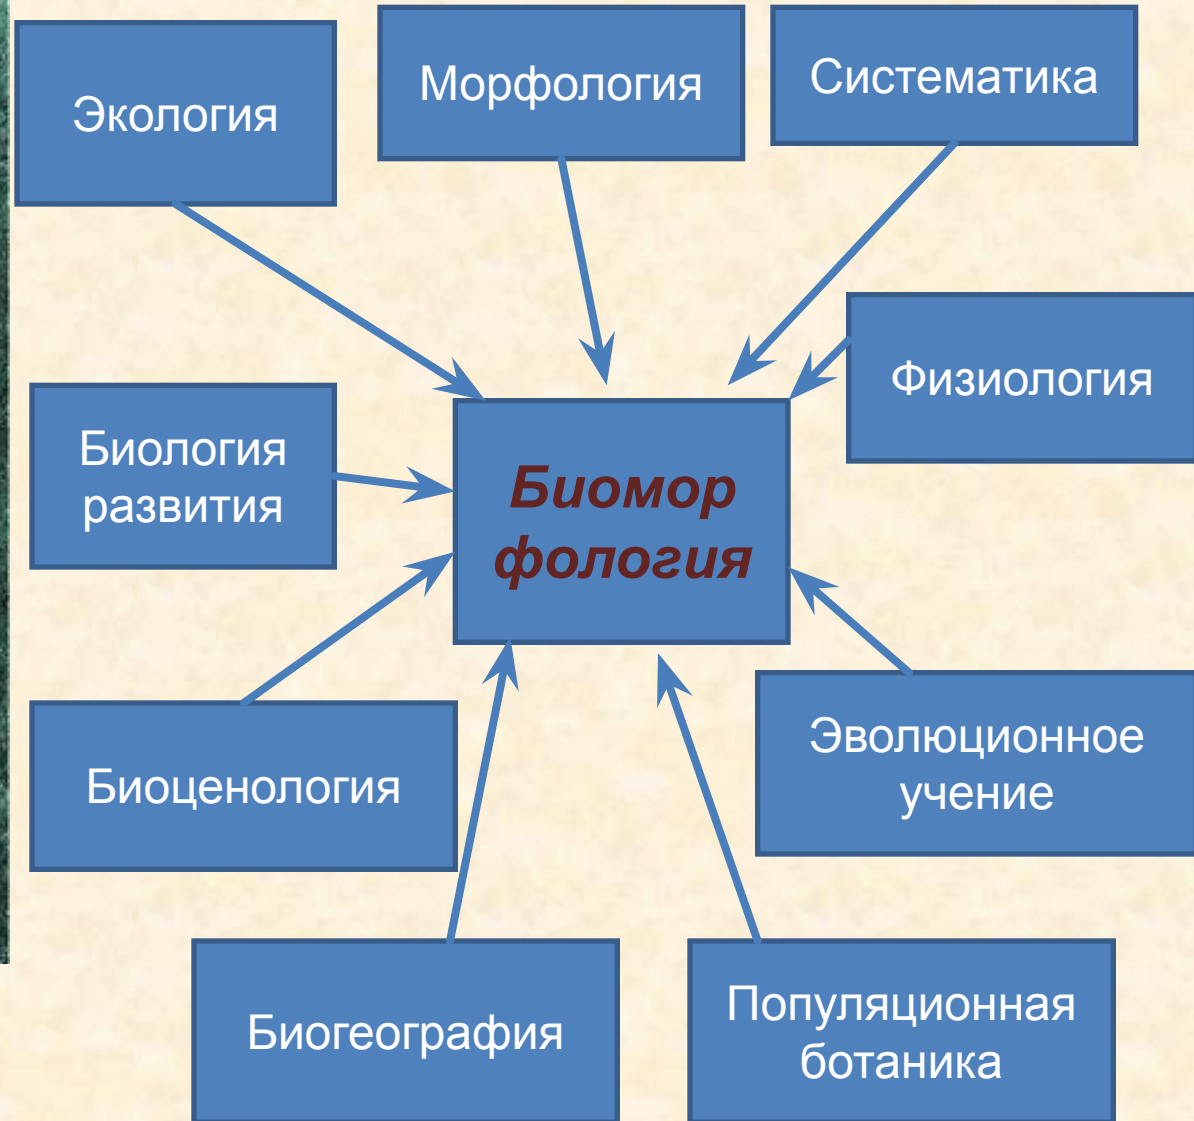 Экология
Морфология
Систематика
Физиология
Биология
развития
Биомор
фология
Биоценология
Эволюционное
учение
Биогеография
Популяционная
ботаника